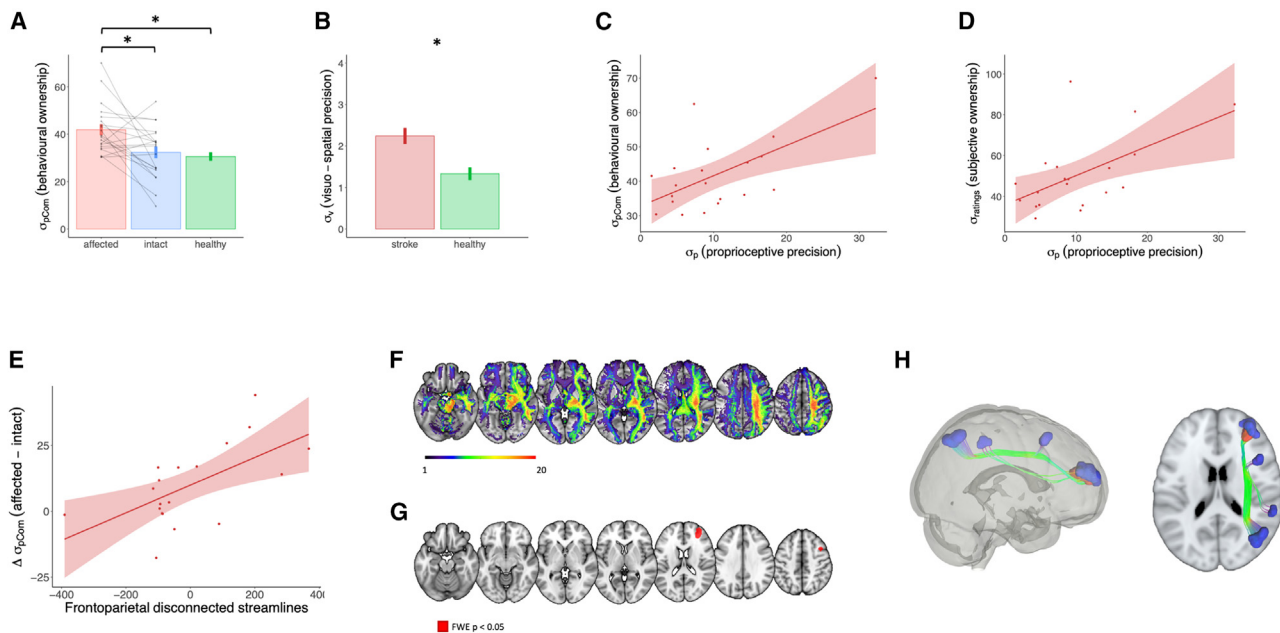 A
*
*
σpCom (behavioural ownership)
60
40
20
0
affected
intact
healthy
B
*
σv (visuo – spatial precision)
4
3
2
1
0
stroke
healthy
C
σpCom (behavioural ownership)
70
60
50
40
30
0
10
20
30
σp (proprioceptive precision)
D
σratings (subjective ownership)
100
80
60
40
0
10
20
30
σp (proprioceptive precision)
E
Δ σpCom (affected – intact)
25
0
−25
−400
−200
0
200
Frontoparietal disconnected streamlines
F
1
20
G
FWE p < 0.05
H